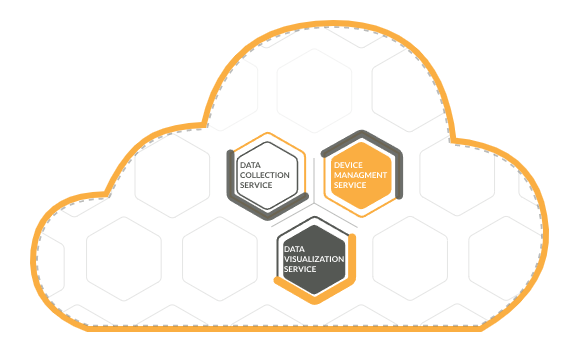 DATA
COLLECTION
SERVICE
DEVICE
MANAGMENT
SERVICE
DATA
VISUALIZATION
SERVICE